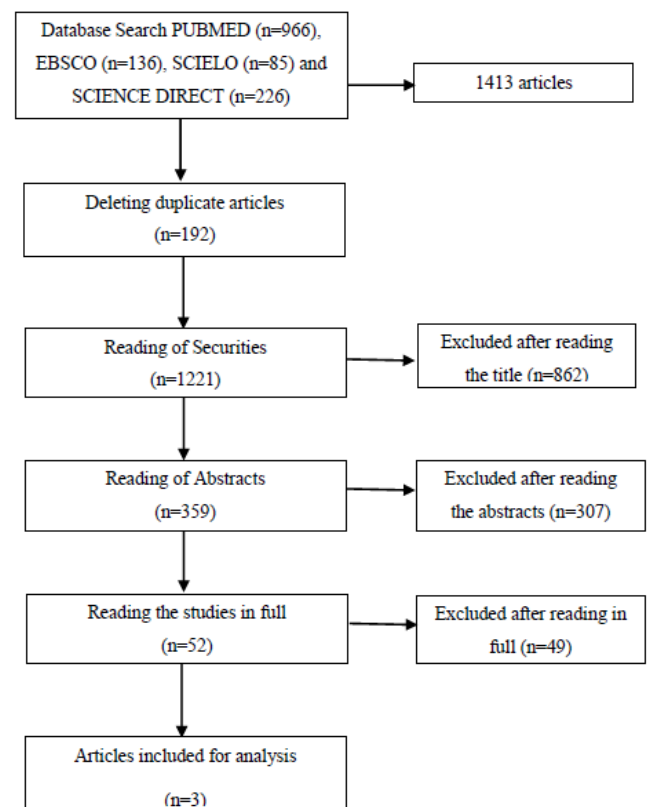 Database Search PUBMED (n=966),
EBSCO (n=136), SCIELO (n=85) and
SCIENCE DIRECT (n=226)
1413 articles
Deleting duplicate articles
(n=192)
Reading of Securities
(n=1221)
Excluded after reading
the title (n=862)
Reading of Abstracts
(n=359)
Excluded after reading
the abstracts (n=307)
Reading the studies in full
(n=52)
Excluded after reading in
full (n=49)
Articles included for analysis
(n=3)